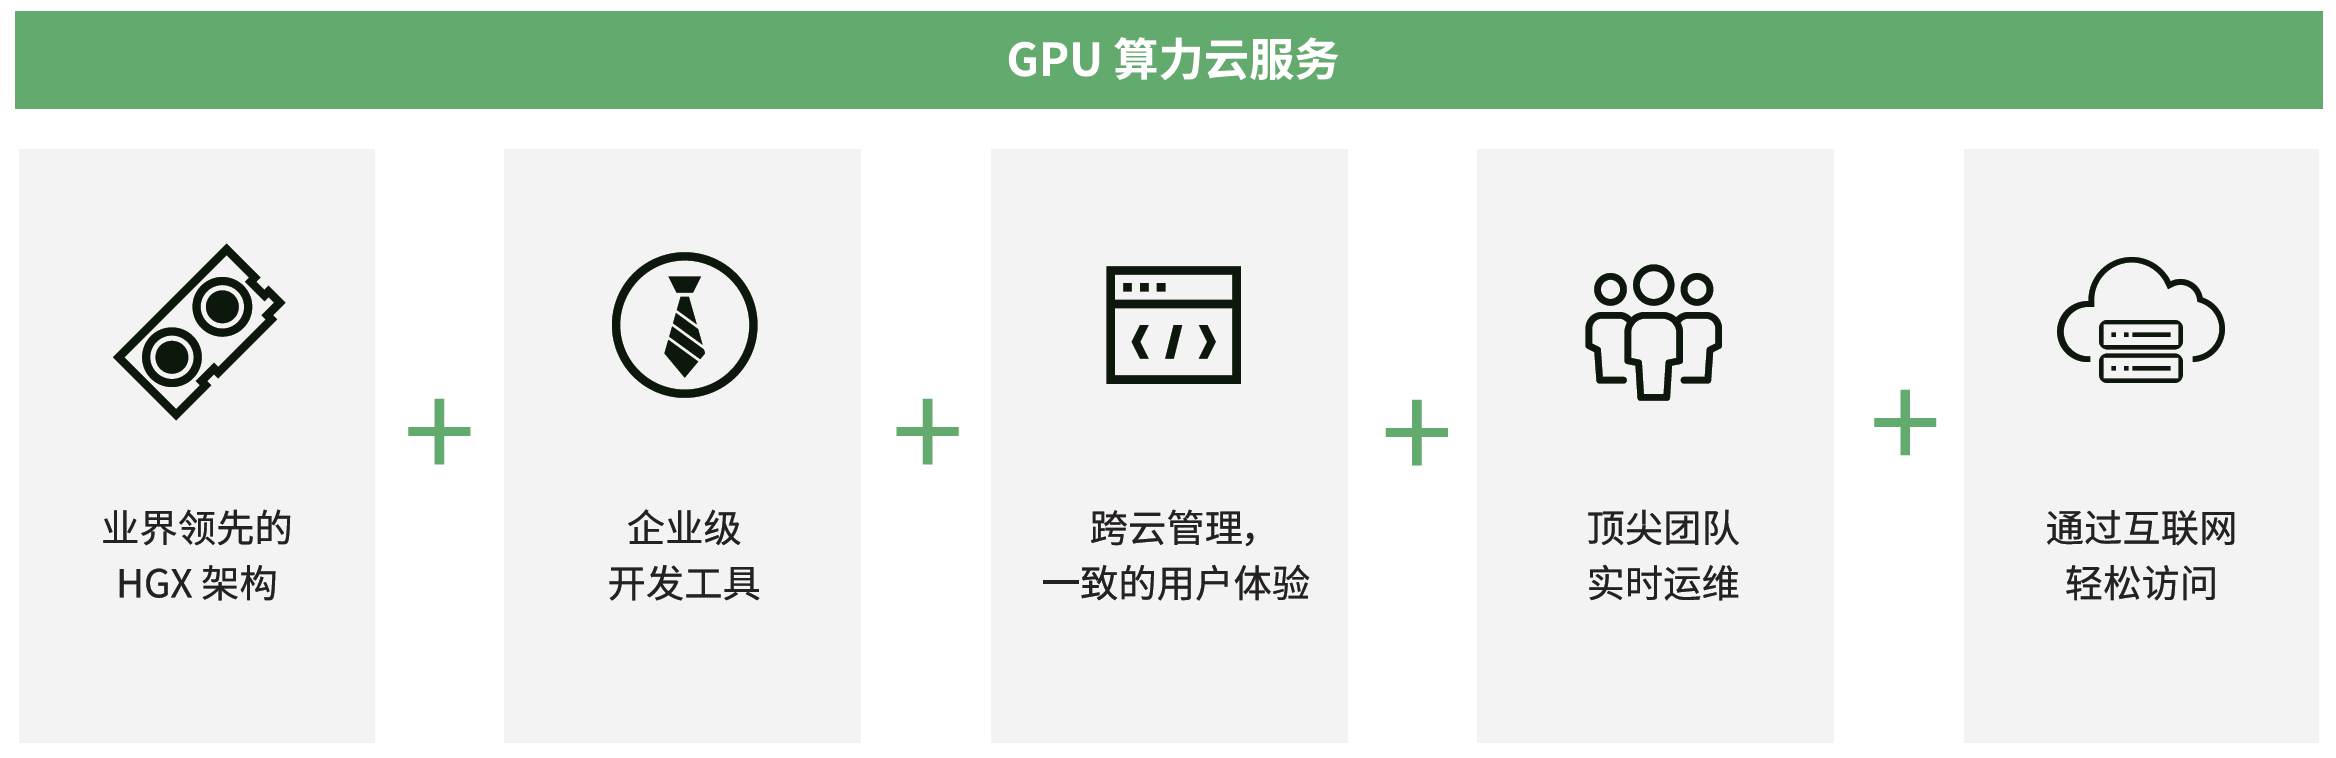 GPU 算力云服务
业界领先的
HGX 架构
企业级
开发工具
跨云管理，
一致的用户体验
顶尖团队
实时运维
通过互联网
轻松访问